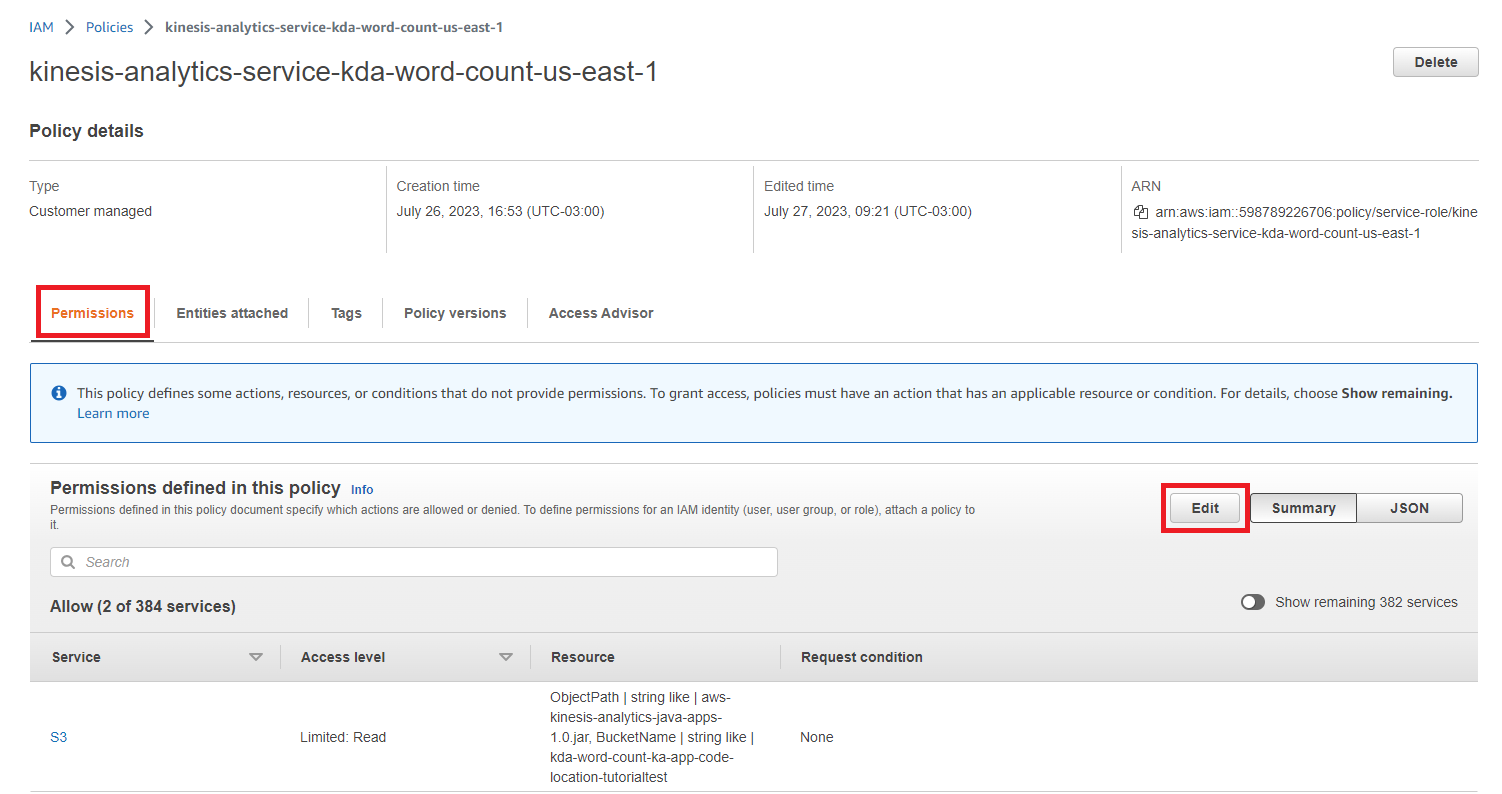 IAM > Policies > kinesis-analytics-service-kda-word-count-us-east-1
kinesis-analytics-service-kda-word-count-us-east-1
Delete
Policy details
Type
Customer managed
Creation time
July 26, 2023, 16:53 (UTC-03:00)
Edited time
July 27, 2023, 09:21 (UTC-03:00)
ARN
arn:aws:iam::598789226706:policy/service-role/kine
sis-analytics-service-kda-word-count-us-east-1
Permissions
Entities attached
Tags
Policy versions
Access Advisor
This policy defines some actions, resources, or conditions that do not provide permissions. To grant access, policies must have an action that has an applicable resource or condition. For details, choose Show remaining.
Learn more
Permissions defined in this policy Info
Permissions defined in this policy document specify which actions are allowed or denied. To define permissions for an IAM identity (user, user group, or role), attach a policy to
it.
Edit
Summary
JSON
Search
Allow (2 of 384 services)
Show remaining 382 services
Service
Access level
Resource
Request condition
S3
Limited: Read
ObjectPath | string like | aws-
kinesis-analytics-java-apps-
1.0.jar, BucketName | string like |
kda-word-count-ka-app-code-
location-tutorialtest
None